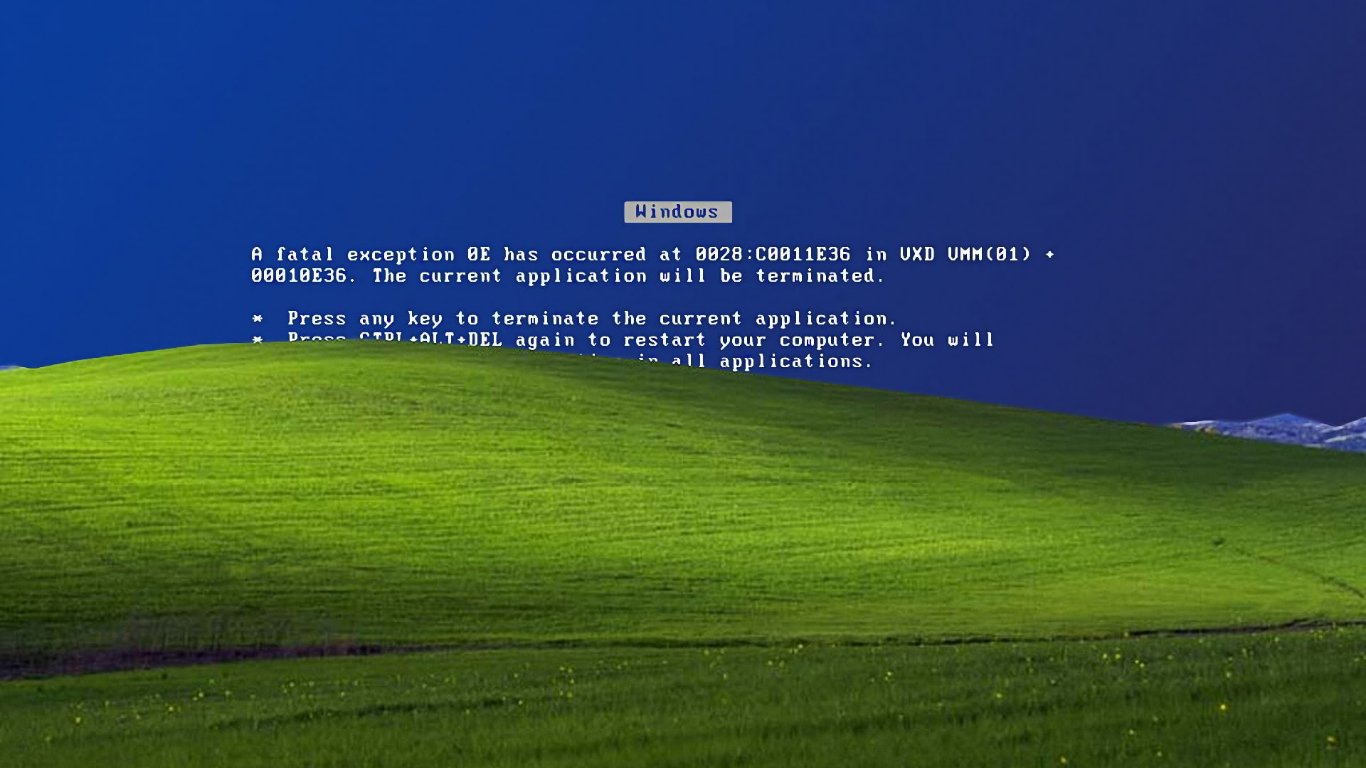 Windows
A fatal exception 0E has occurred at 0028:C0011E36 in VXD VMM(01) +
00010E36. The current application will be terminated.
* Press any key to terminate the current application.
* Press CTRL+ALT+DEL again to restart your computer. You will
in all applications.